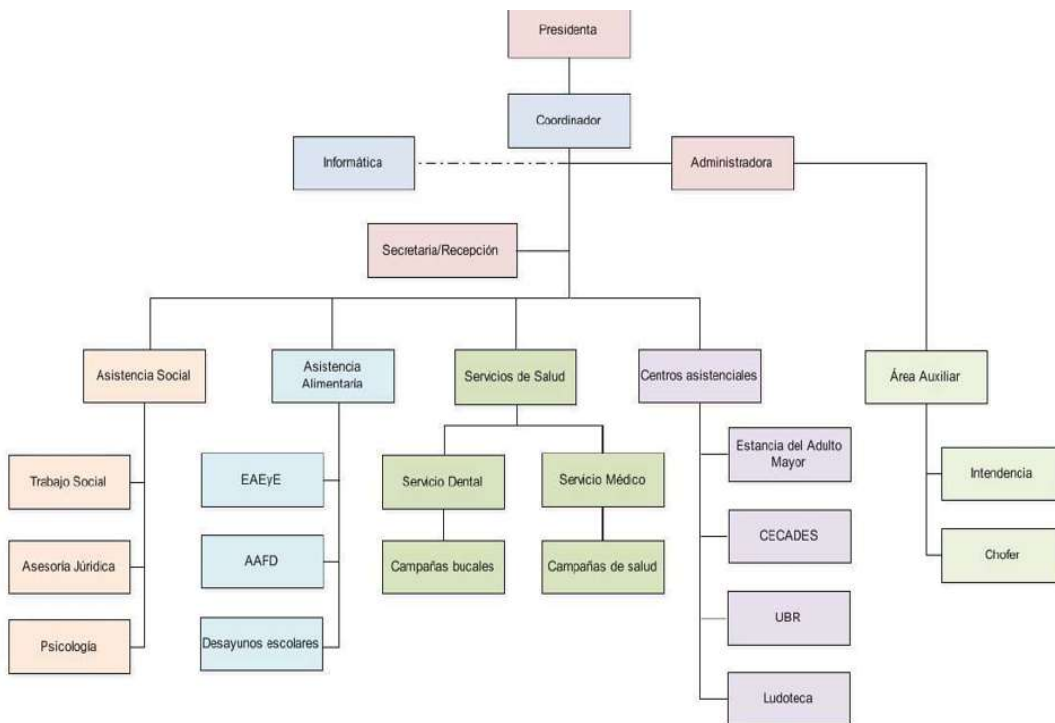 Presidenta
Coordinador
Informática
Administradora
Secretaria/Recepción
Asistencia Social
Asistencia
Alimentaría
Servicios de Salud
Centros asistenciales
Área Auxiliar
Trabajo Social
EAEyE
Servicio Dental
Servicio Médico
Estancia del Adulto
Mayor
Intendencia
Asesoría Júridica
AAFD
Campañas bucales
Campañas de salud
CECADES
Chofer
Psicología
Desayunos escolares
UBR
Ludoteca